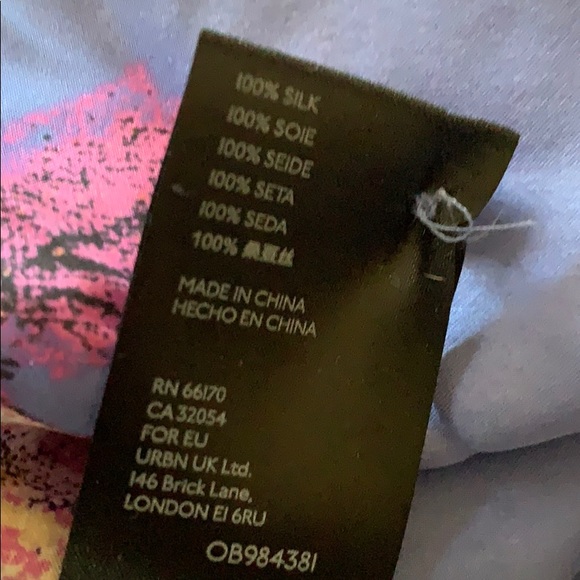 100% SILK
100% SOIE
100% SEIDE
100% SETA
100% SEDA
100% 桑蚕丝
MADE IN CHINA
HECHO EN CHINA
RN 66170
CA 32054
FOR EU
URBN UK Ltd.
146 Brick Lane,
LONDON E1 6RU
OB984381